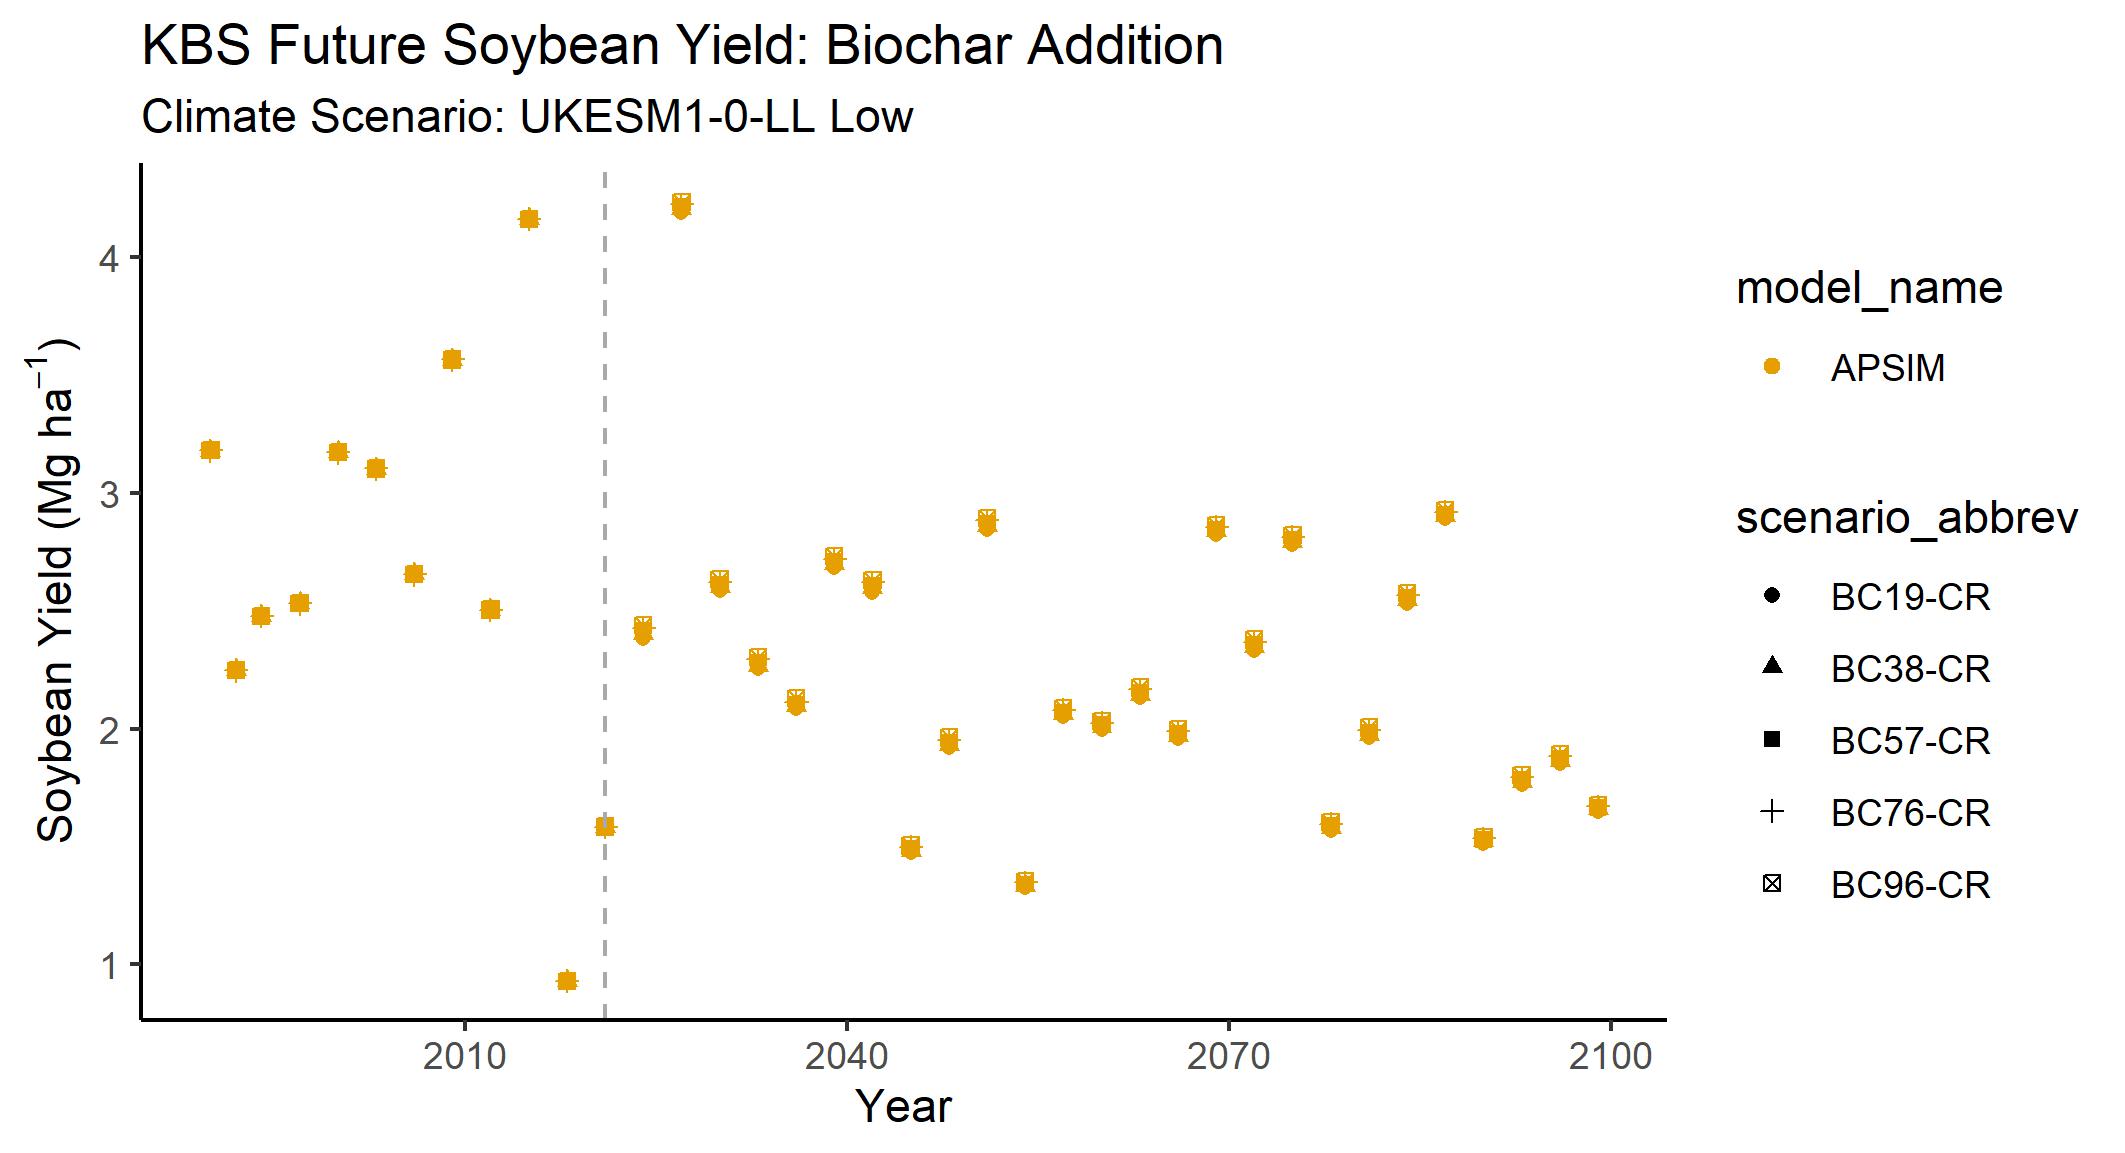 KBS Future Soybean Yield: Biochar Addition
Climate Scenario: UKESM1-0-LL Low
Soybean Yield (Mg ha⁻¹)
4
3
2
1
2010
2040
2070
2100
Year
model_name
APSIM
scenario_abbrev
BC19-CR
BC38-CR
BC57-CR
BC76-CR
BC96-CR